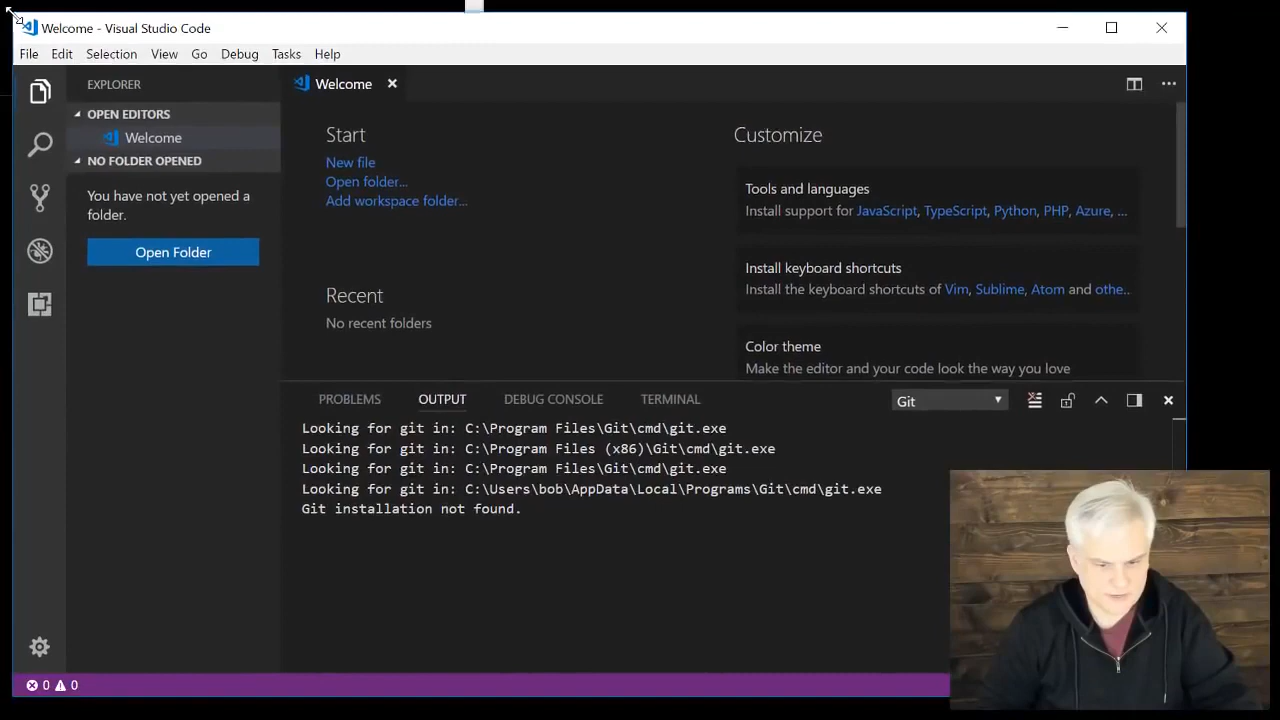 Welcome - Visual Studio Code
File Edit Selection View Go Debug Tasks Help
EXPLORER
OPEN EDITORS
Welcome
NO FOLDER OPENED
You have not yet opened a
folder.
Open Folder
Welcome
Start
New file
Open folder...
Add workspace folder...
Recent
No recent folders
Customize
Tools and languages
Install support for JavaScript, TypeScript, Python, PHP, Azure, ...
Install keyboard shortcuts
Install the keyboard shortcuts of Vim, Sublime, Atom and othe..
Color theme
Make the editor and your code look the way you love
PROBLEMS OUTPUT DEBUG CONSOLE TERMINAL Git
Looking for git in: C:\Program Files\Git\cmd\git.exe
Looking for git in: C:\Program Files (x86)\Git\cmd\git.exe
Looking for git in: C:\Program Files\Git\cmd\git.exe
Looking for git in: C:\Users\bob\AppData\Local\Programs\Git\cmd\git.exe
Git installation not found.
0 0